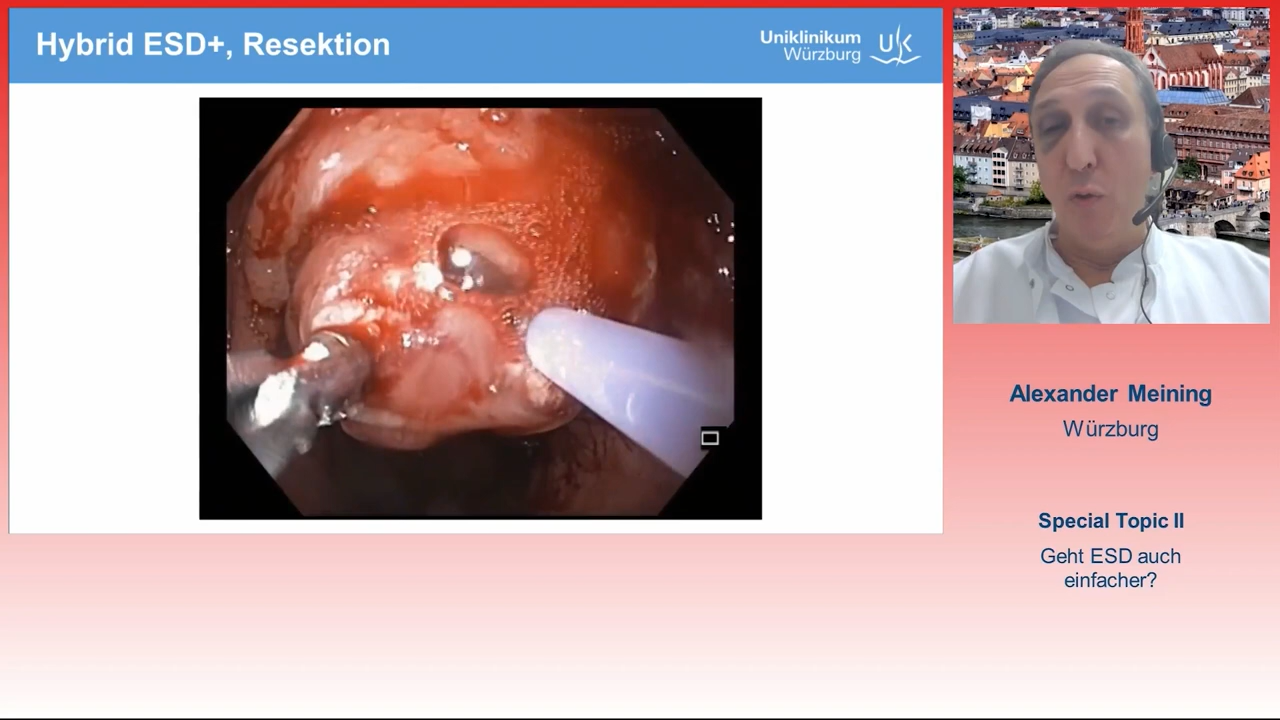 Hybrid ESD+, Resektion
Uniklinikum
Würzburg
UK
Alexander Meining
Würzburg
Special Topic II
Geht ESD auch
einfacher?